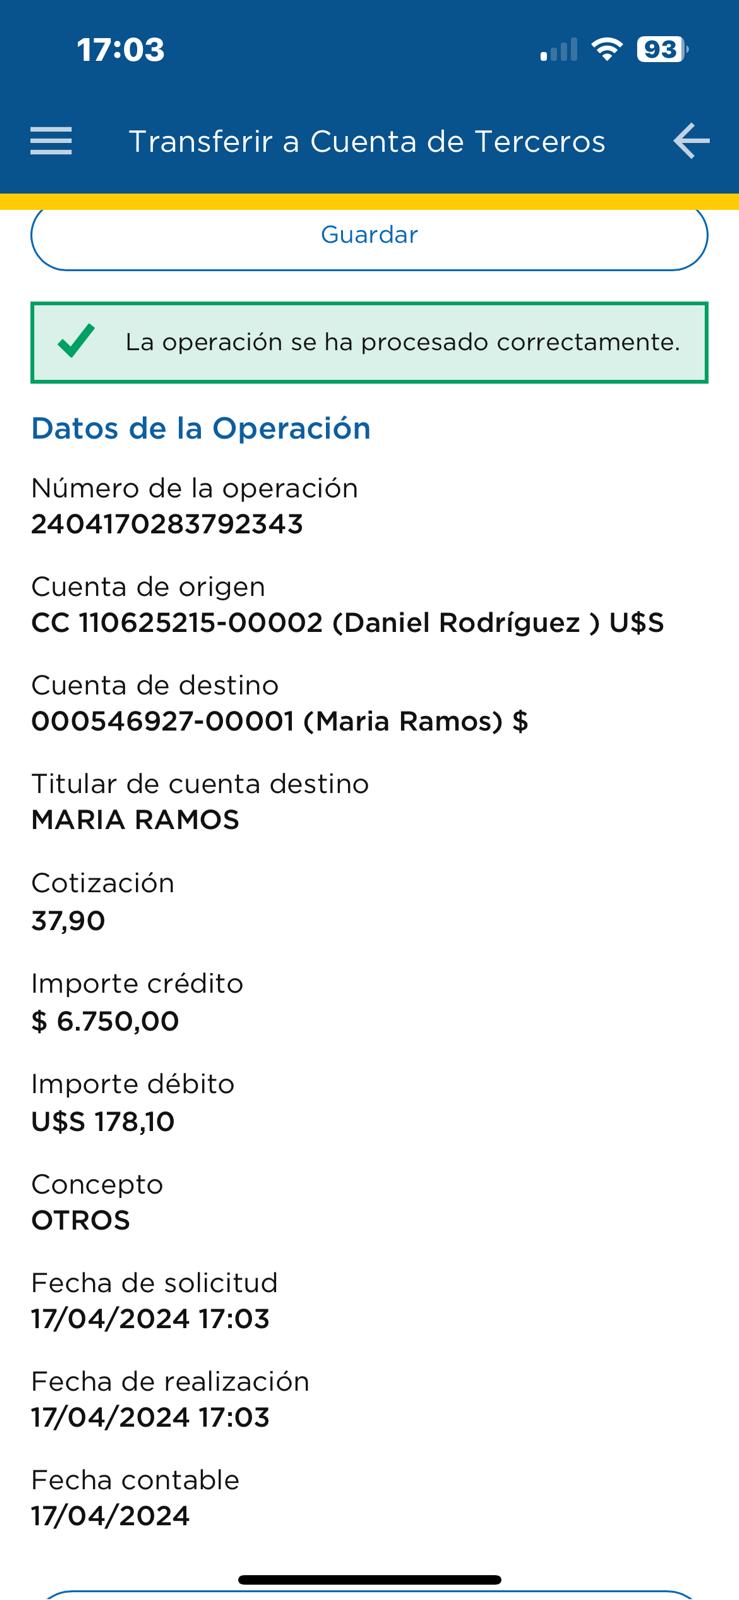 17:03
93
Transferir a Cuenta de Terceros
Guardar
La operación se ha procesado correctamente.
Datos de la Operación
Número de la operación
2404170283792343
Cuenta de origen
CC 110625215-00002 (Daniel Rodríguez ) U$S
Cuenta de destino
000546927-00001 (Maria Ramos) $
Titular de cuenta destino
MARIA RAMOS
Cotización
37,90
Importe crédito
$ 6.750,00
Importe débito
U$S 178,10
Concepto
OTROS
Fecha de solicitud
17/04/2024 17:03
Fecha de realización
17/04/2024 17:03
Fecha contable
17/04/2024